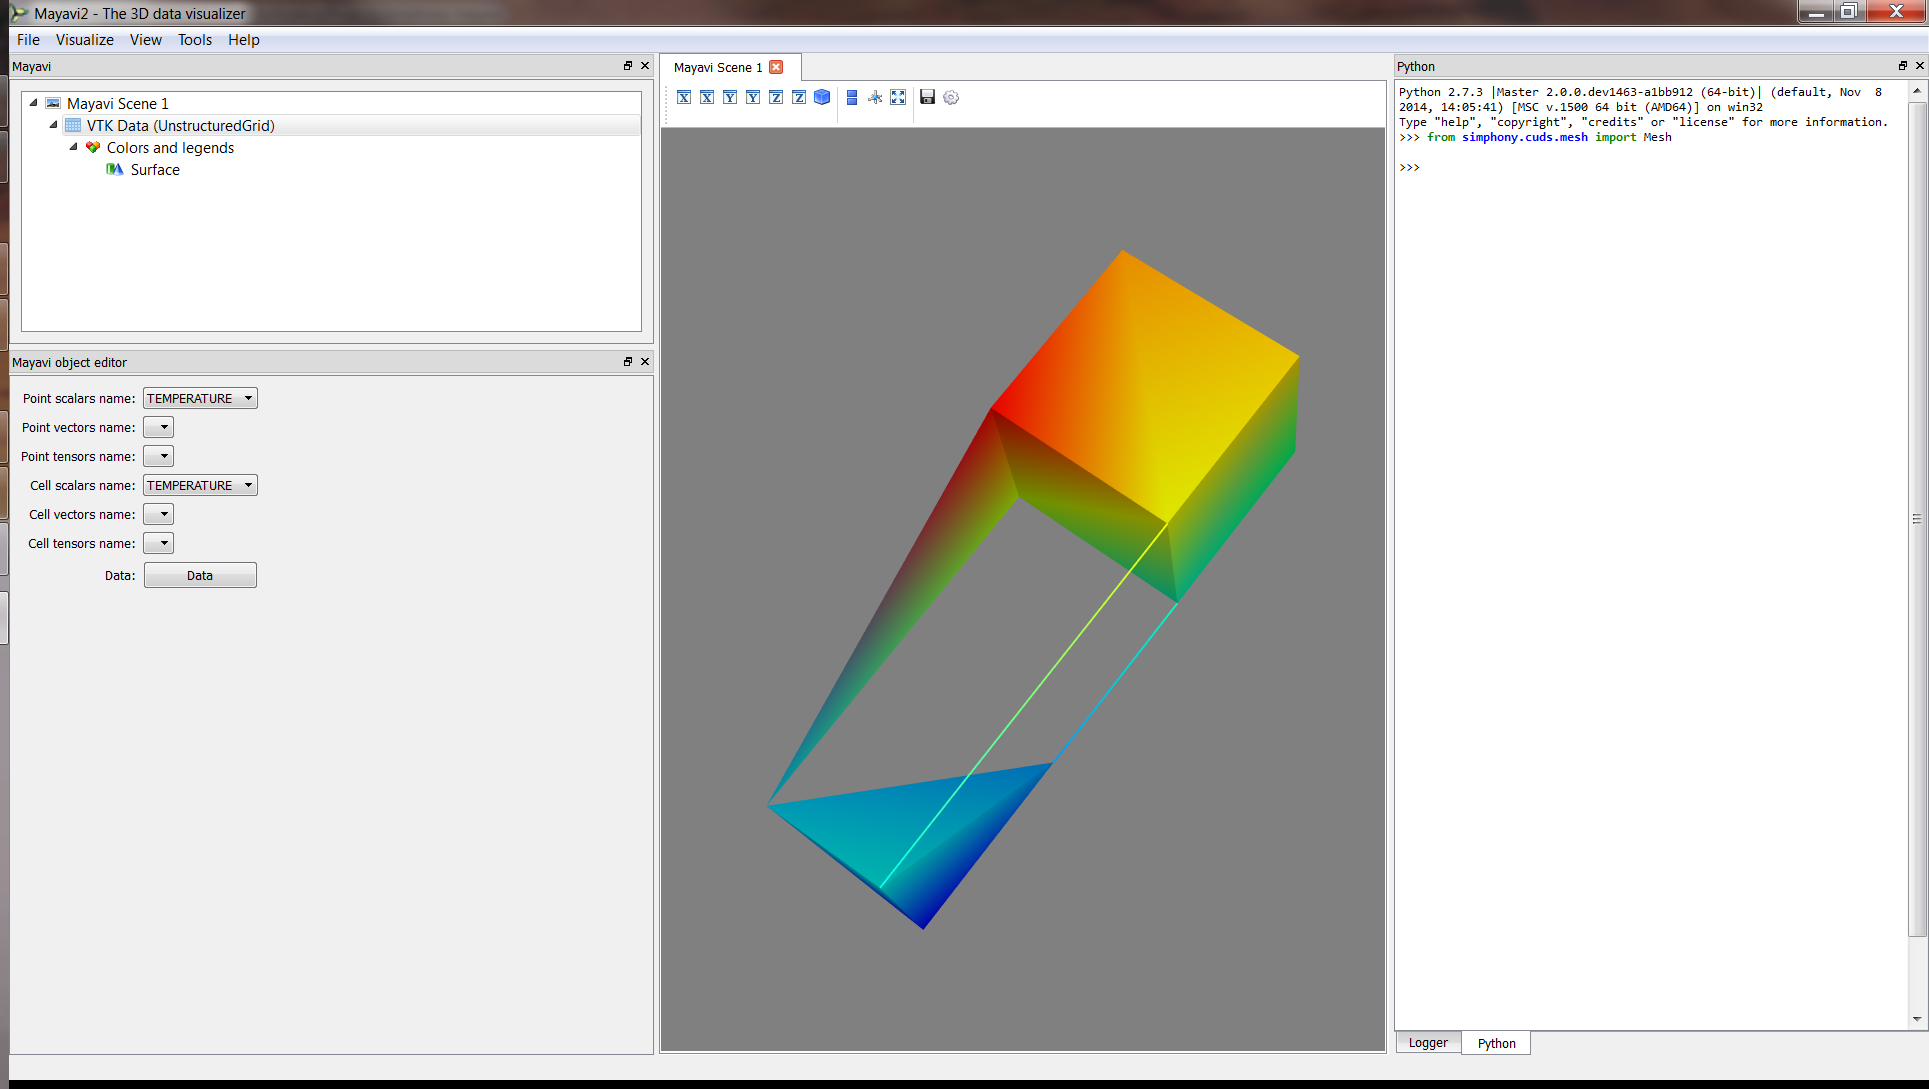 Mayavi2 - The 3D data visualizer
File Visualize View Tools Help
Mayavi
Mayavi Scene 1
VTK Data (UnstructuredGrid)
Colors and legends
Surface
Mayavi object editor
Point scalars name: TEMPERATURE
Point vectors name:
Point tensors name:
Cell scalars name: TEMPERATURE
Cell vectors name:
Cell tensors name:
Data: Data
Mayavi Scene 1
X X Y Y Z Z
Python
Python 2.7.3 |Master 2.0.0.dev1463-a1bb912 (64-bit)| (default, Nov  8
2014, 14:05:41) [MSC v.1500 64 bit (AMD64)] on win32
Type "help", "copyright", "credits" or "license" for more information.
>>> from simphony.cuds.mesh import Mesh
>>>
Logger Python